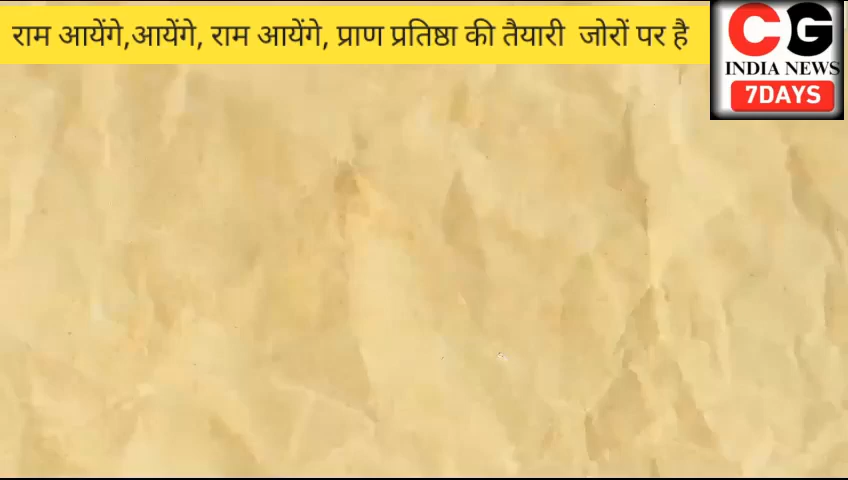 राम आयेंगे,आयेंगे, राम आयेंगे, प्राण प्रतिष्ठा की तैयारी जोरों पर है
CG
INDIA NEWS
7DAYS